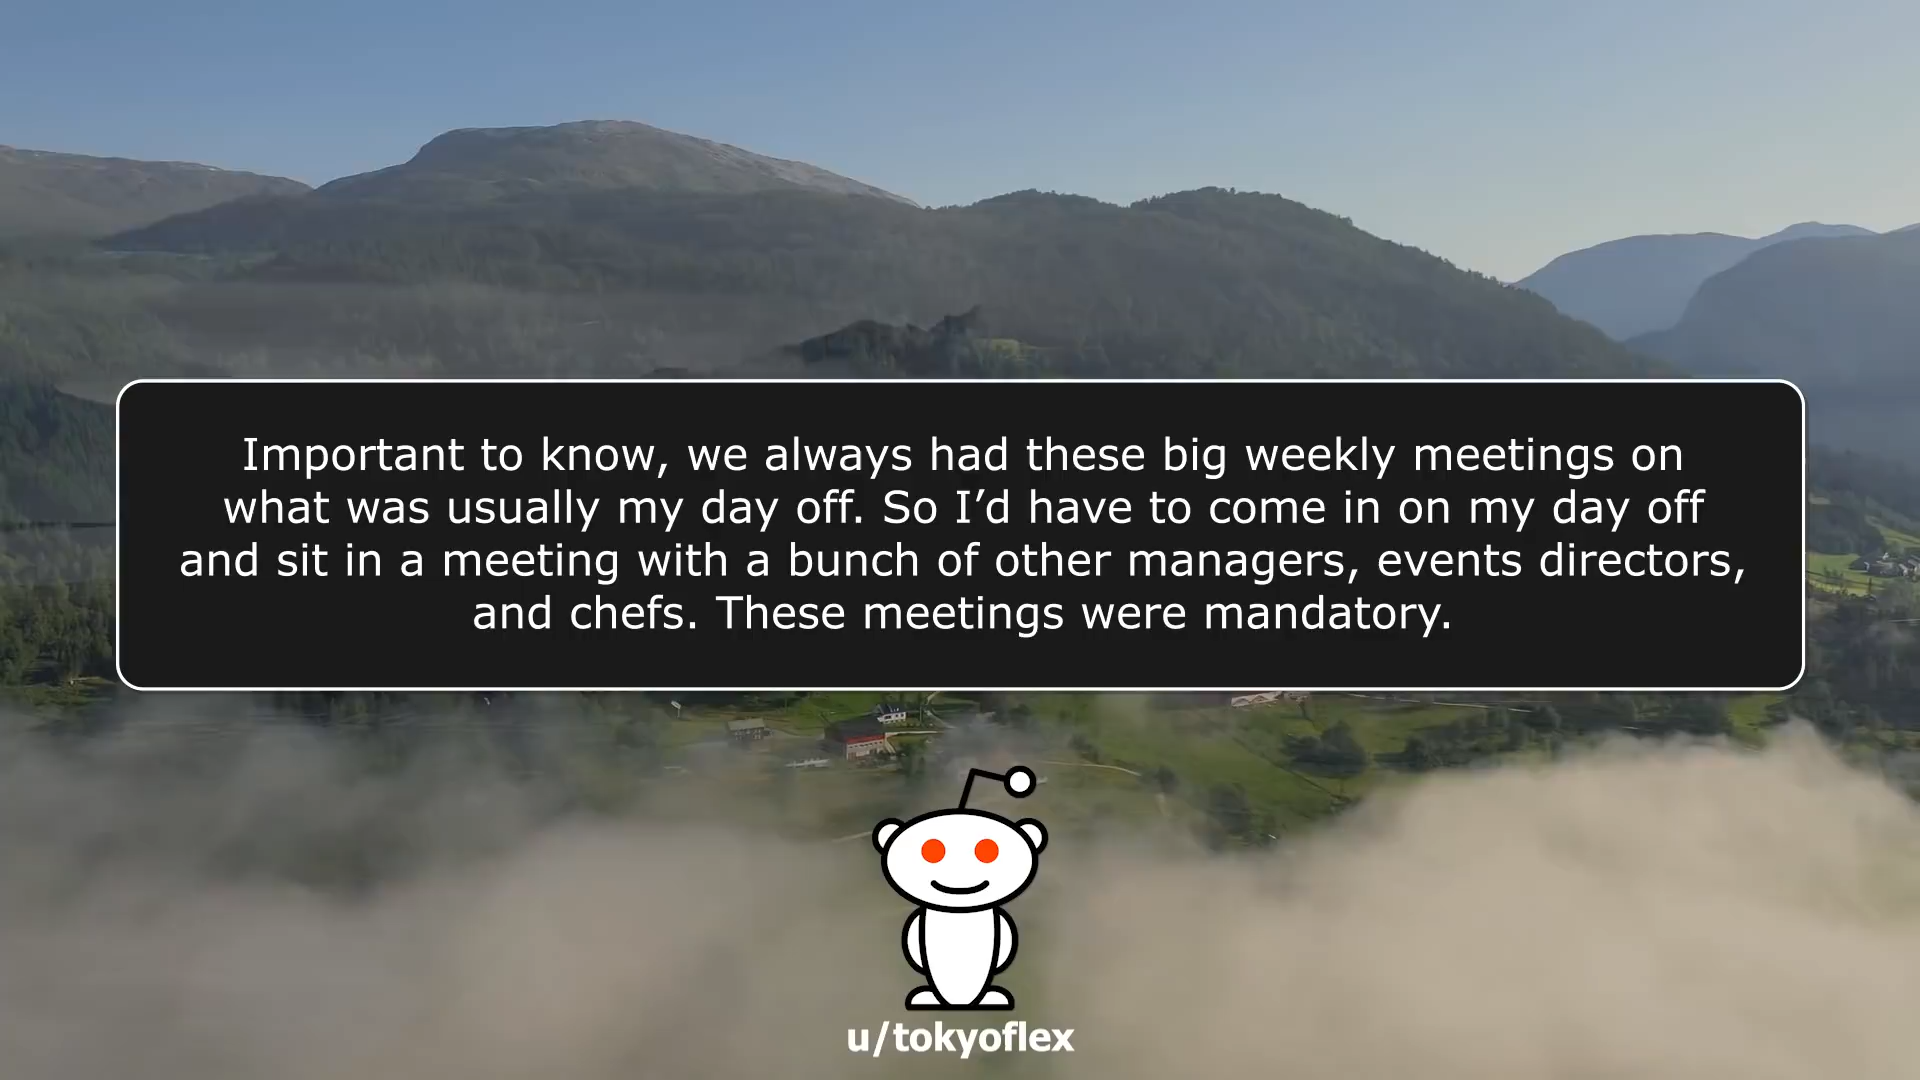 Important to know, we always had these big weekly meetings on
what was usually my day off. So I’d have to come in on my day off
and sit in a meeting with a bunch of other managers, events directors,
and chefs. These meetings were mandatory.
u/tokyoflex